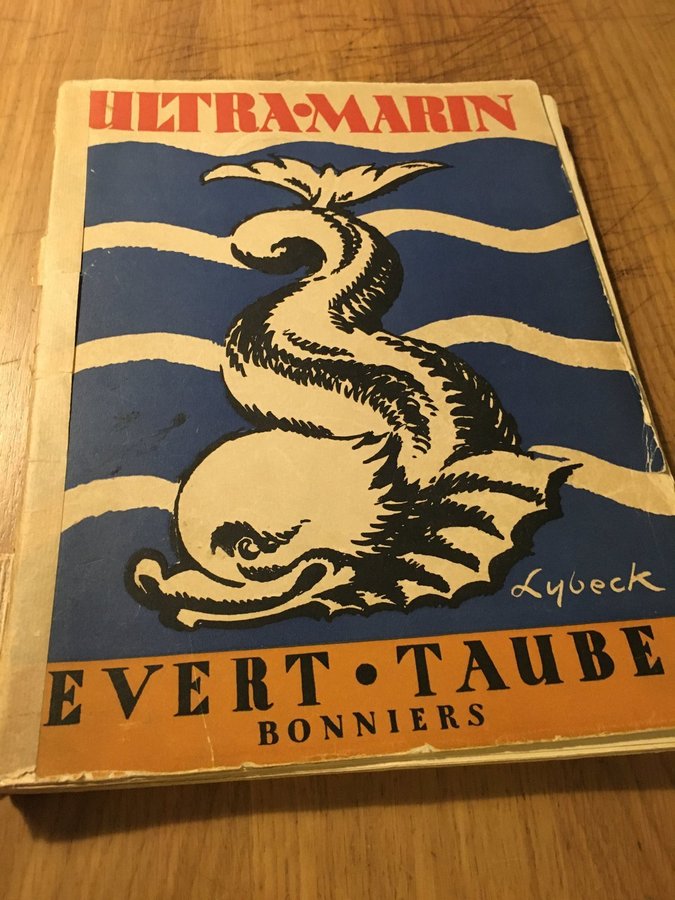 ULTRA•MARIN
Lybeck
EVERT • TAUBE
BONNIERS